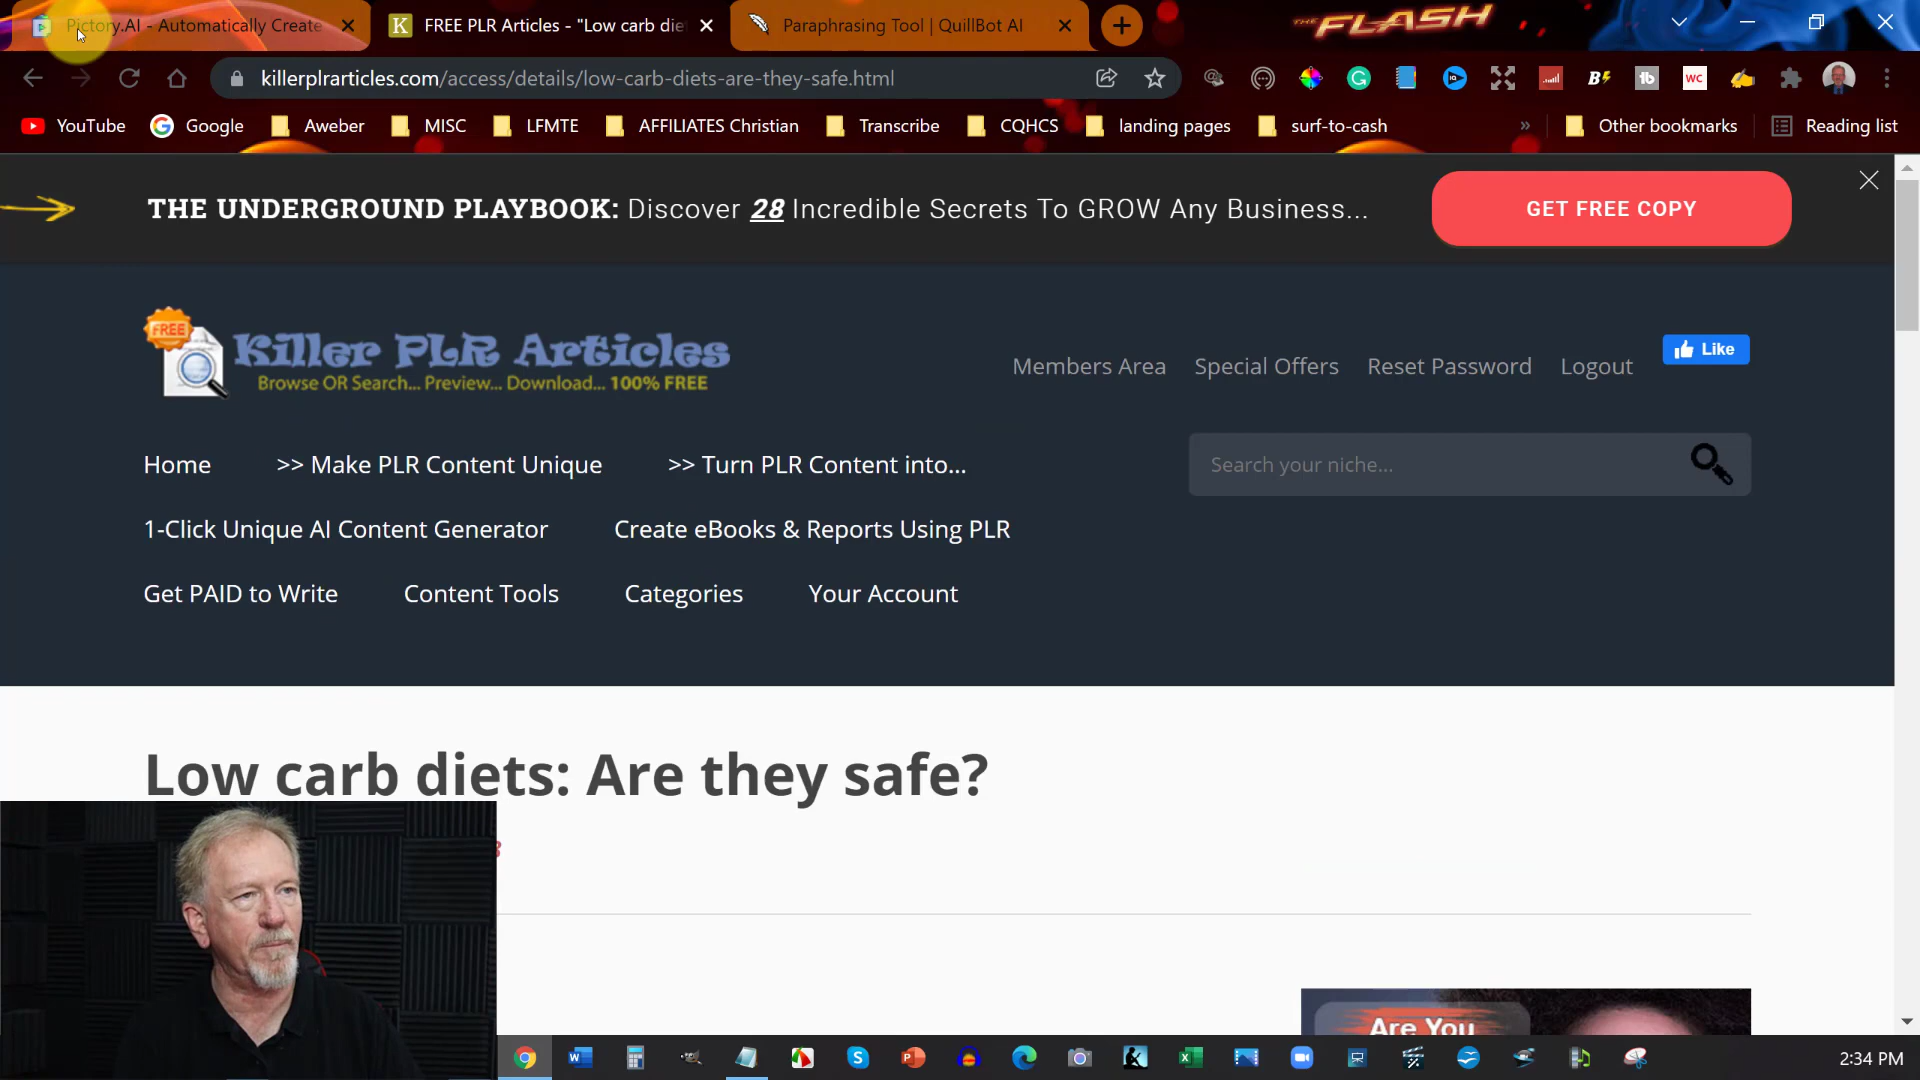 Pictory.AI - Automatically Create
FREE PLR Articles - "Low carb die
Paraphrasing Tool | QuillBot AI
THE FLASH
killerplrarticles.com/access/details/low-carb-diets-are-they-safe.html
YouTube
Google
Aweber
MISC
LFMTE
AFFILIATES Christian
Transcribe
CQHCS
landing pages
surf-to-cash
Other bookmarks
Reading list
THE UNDERGROUND PLAYBOOK: Discover 28 Incredible Secrets To GROW Any Business...
GET FREE COPY
FREE
Killer PLR Articles
Browse OR Search... Preview... Download... 100% FREE
Members Area
Special Offers
Reset Password
Logout
Like
Home
>> Make PLR Content Unique
>> Turn PLR Content into...
Search your niche...
1-Click Unique AI Content Generator
Create eBooks & Reports Using PLR
Get PAID to Write
Content Tools
Categories
Your Account
Low carb diets: Are they safe?
Are You
2:34 PM